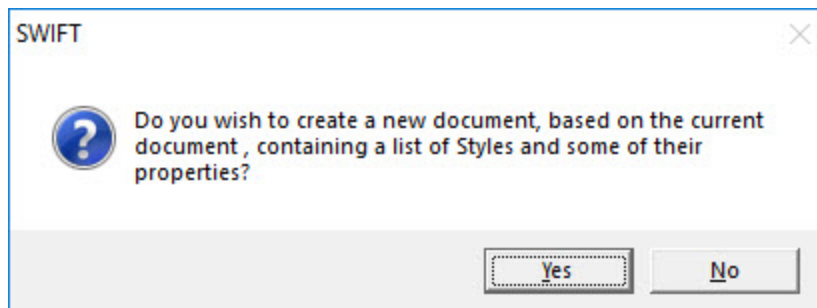 SWIFT
Do you wish to create a new document, based on the current
document , containing a list of Styles and some of their
properties?
Yes
No